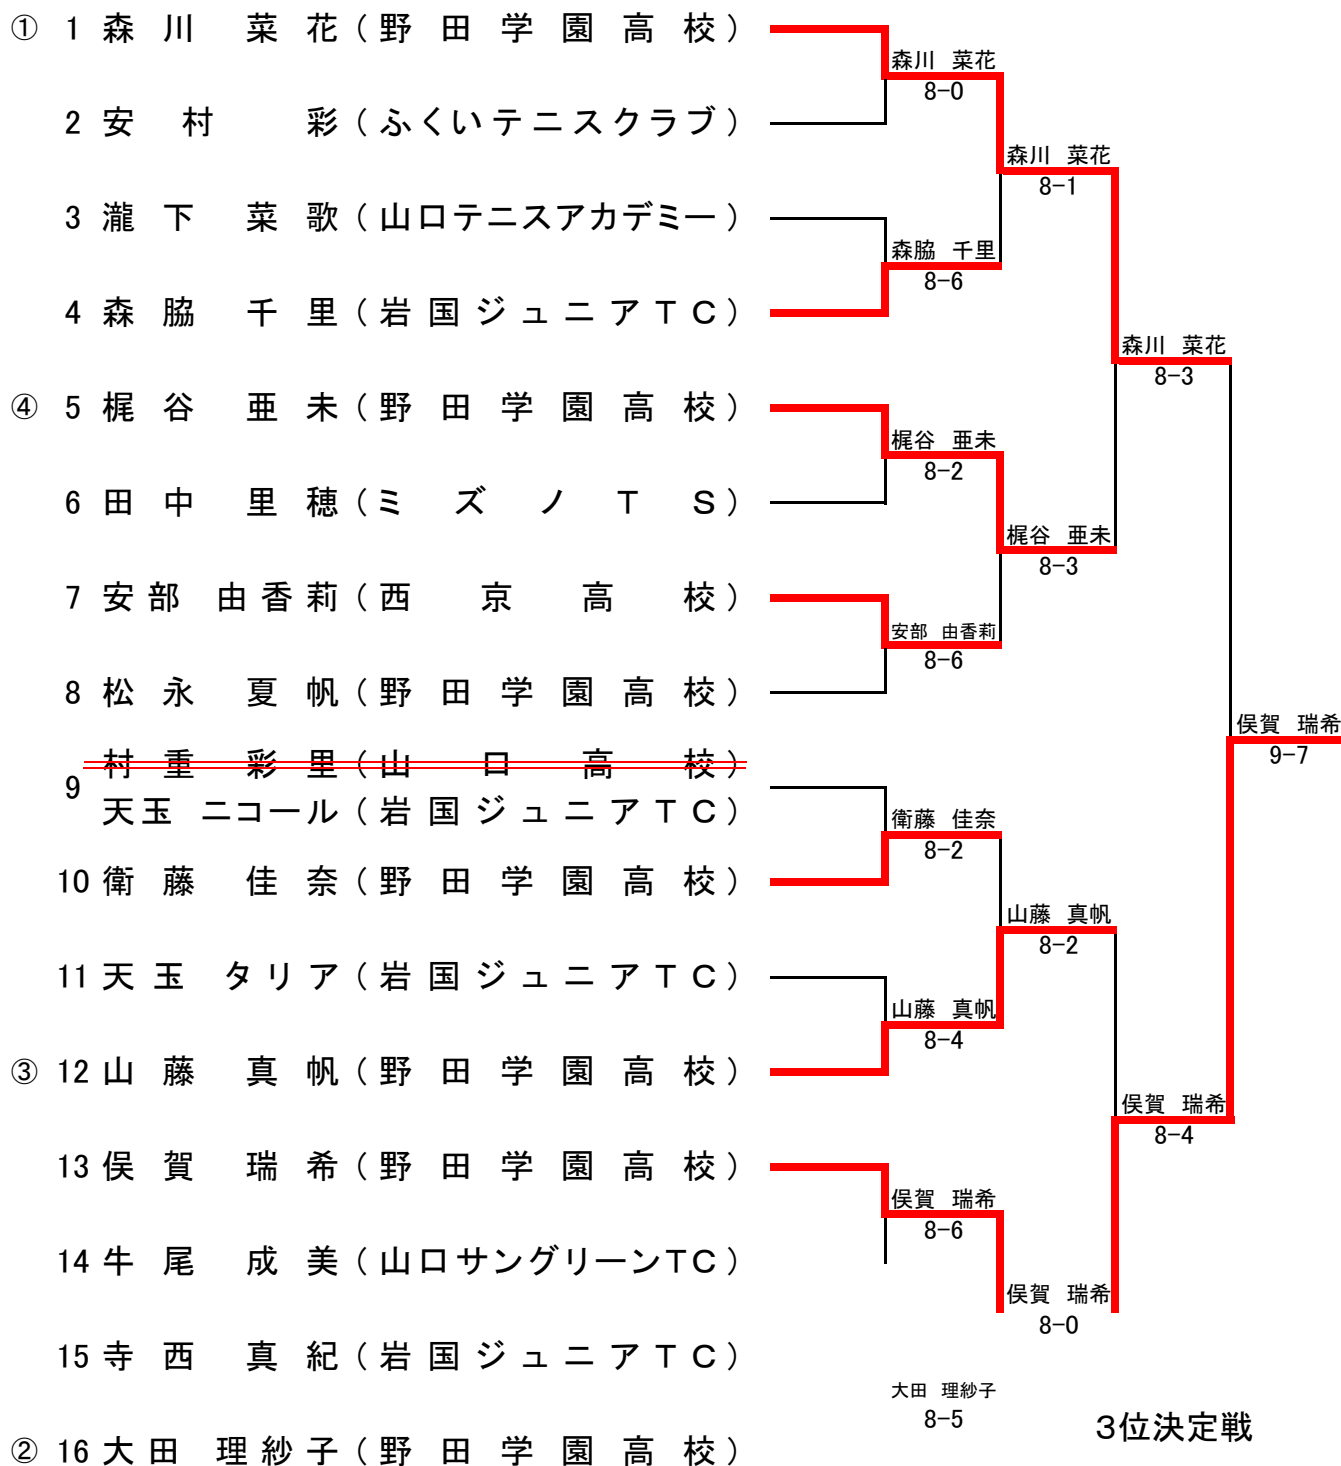 ① 1 森川 菜花（野田学園高校）
森川 菜花
8-0
2 安村 彩（ふくいテニスクラブ）
森川 菜花
8-1
3 瀧下 菜歌（山口テニスアカデミー）
森脇 千里
8-6
4 森脇 千里（岩国ジュニアＴＣ）
森川 菜花
8-3
④ 5 梶谷 亜未（野田学園高校）
梶谷 亜未
8-2
6 田中 里穂（ミズノＴＳ）
梶谷 亜未
8-3
7 安部 由香莉（西京高校）
安部 由香莉
8-6
8 松永 夏帆（野田学園高校）
俣賀 瑞希
9-7
村重 彩里（山口高校）
9
天玉 ニコール（岩国ジュニアＴＣ）
衛藤 佳奈
8-2
10 衛藤 佳奈（野田学園高校）
山藤 真帆
8-2
11 天玉 タリア（岩国ジュニアＴＣ）
山藤 真帆
8-4
③ 12 山藤 真帆（野田学園高校）
俣賀 瑞希
8-4
13 俣賀 瑞希（野田学園高校）
俣賀 瑞希
8-6
14 牛尾 成美（山口サングリーンTC）
俣賀 瑞希
8-0
15 寺西 真紀（岩国ジュニアＴＣ）
大田 理紗子
8-5
3位決定戦
② 16 大田 理紗子（野田学園高校）